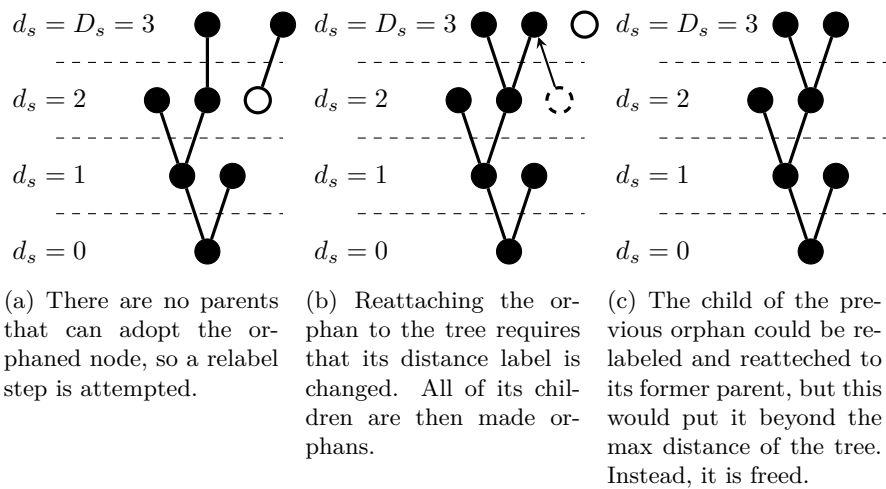 d_s = D_s = 3
d_s = 2
d_s = 1
d_s = 0
(a) There are no parents
that can adopt the or-
phaned node, so a relabel
step is attempted.
d_s = D_s = 3
d_s = 2
d_s = 1
d_s = 0
(b) Reattaching the or-
phan to the tree requires
that its distance label is
changed. All of its chil-
dren are then made or-
phans.
d_s = D_s = 3
d_s = 2
d_s = 1
d_s = 0
(c) The child of the pre-
vious orphan could be re-
labeled and reatteched to
its former parent, but this
would put it beyond the
max distance of the tree.
Instead, it is freed.